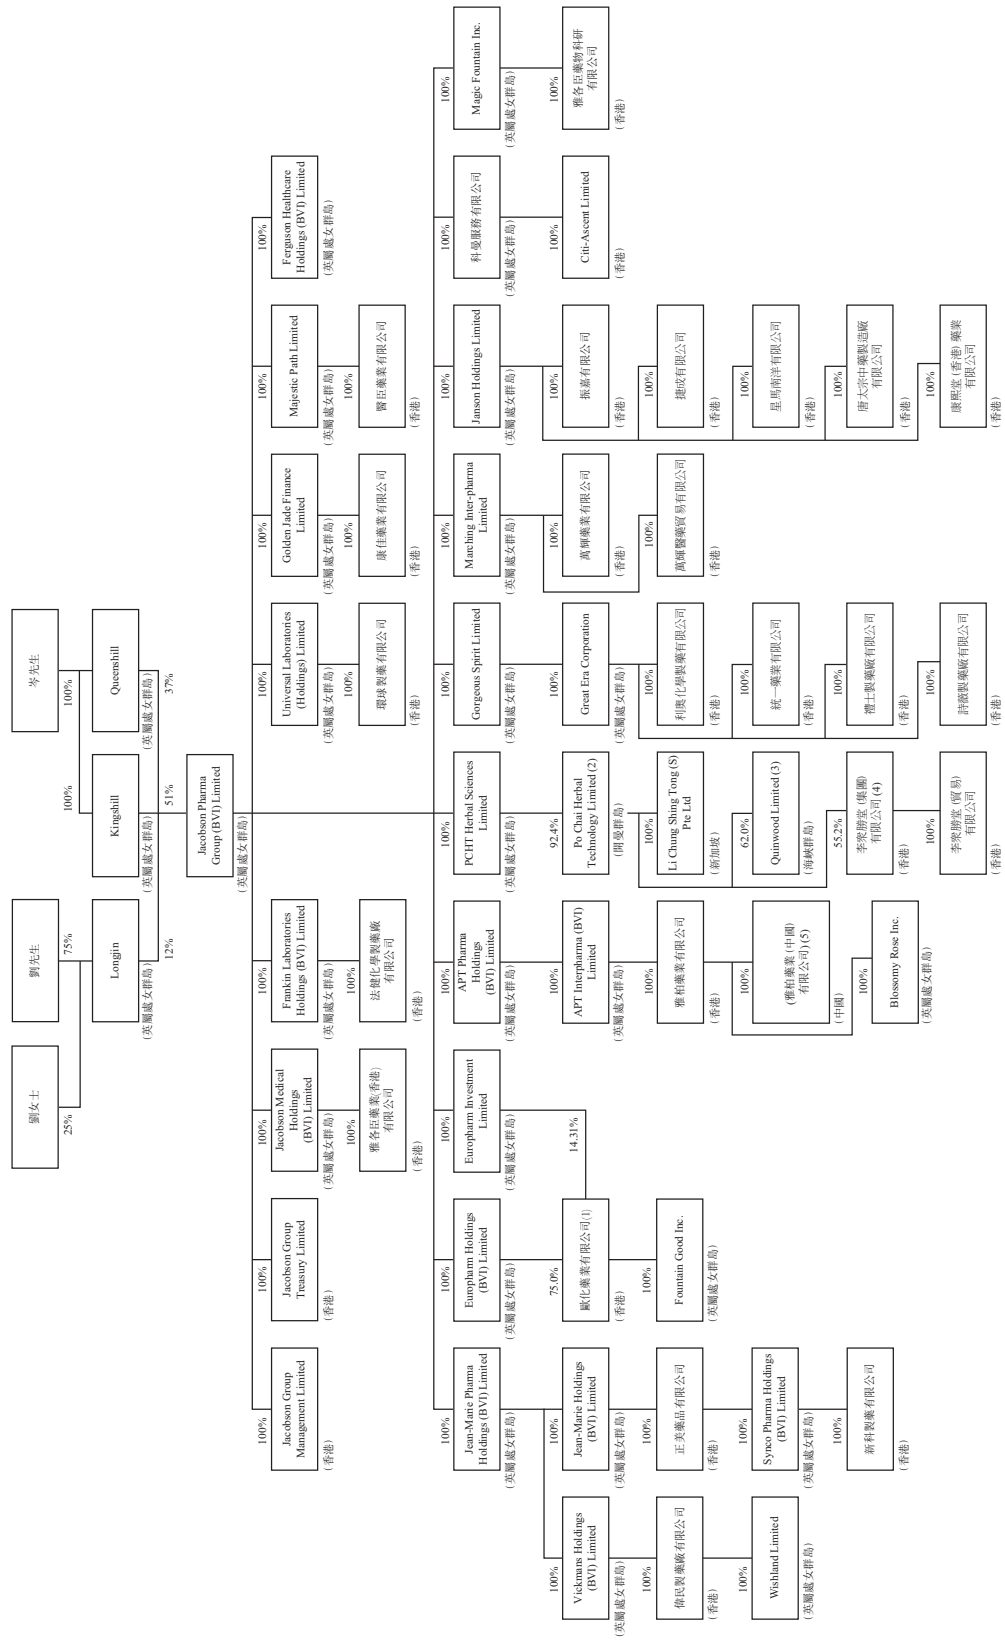 劉女士
劉先生
岑先生
25%
75%
100%
100%
Longjin
(英屬處女群島)
Kingshill
(英屬處女群島)
Queenshill
(英屬處女群島)
12%
51%
37%
Jacobson Pharma
Group (BVI) Limited
(英屬處女群島)
100%
Jacobson Group
Management Limited
(香港)
100%
Jacobson Group
Treasury Limited
(香港)
100%
Jacobson Medical
Holdings
(BVI) Limited
(英屬處女群島)
100%
雅各臣藥業(香港)
有限公司
(香港)
100%
Frankin Laboratories
Holdings (BVI) Limited
(英屬處女群島)
100%
法健化學製藥廠
有限公司
(香港)
100%
Universal Laboratories
(Holdings) Limited
(英屬處女群島)
100%
環球製藥有限公司
(香港)
100%
Golden Jade Finance
Limited
(英屬處女群島)
100%
康佳藥業有限公司
(香港)
100%
Majestic Path Limited
(英屬處女群島)
100%
醫臣藥業有限公司
(香港)
100%
Ferguson Healthcare
Holdings (BVI) Limited
(英屬處女群島)
100%
Jean-Marie Pharma
Holdings (BVI) Limited
(英屬處女群島)
100%
Vickmans Holdings
(BVI) Limited
(英屬處女群島)
100%
偉民製藥廠有限公司
(香港)
100%
Wishland Limited
(英屬處女群島)
100%
Jean-Marie Holdings
(BVI) Limited
(英屬處女群島)
100%
正美藥品有限公司
(香港)
100%
Synco Pharma Holdings
(BVI) Limited
(英屬處女群島)
100%
新科製藥有限公司
(香港)
100%
Europharm Holdings
(BVI) Limited
(英屬處女群島)
75.0%
歐化藥業有限公司(1)
(香港)
100%
Fountain Good Inc.
(英屬處女群島)
100%
Europharm Investment
Limited
(英屬處女群島)
14.31%
100%
APT Pharma
Holdings
(BVI) Limited
(英屬處女群島)
100%
APT Interpharma (BVI)
Limited
(英屬處女群島)
100%
雅柏藥業有限公司
(香港)
100%
(雅柏藥業(中國)
有限公司)(5)
(中國)
100%
Blossomy Rose Inc.
(英屬處女群島)
100%
PCHT Herbal Sciences
Limited
92.4%
Po Chai Herbal
Technology Limited (2)
(開曼群島)
100%
Li Chung Shing Tong (S)
Pte Ltd
(新加坡)
62.0%
Quinwood Limited (3)
(海峽群島)
55.2%
李眾勝堂 (集團)
有限公司 (4)
(香港)
100%
李眾勝堂 (貿易)
有限公司
(香港)
100%
Gorgeous Spirit Limited
(英屬處女群島)
100%
Great Era Corporation
(英屬處女群島)
100%
利奧化學製藥有限公司
(香港)
100%
統一藥業有限公司
(香港)
100%
禮士製藥廠有限公司
(香港)
100%
詩薇製藥廠有限公司
(香港)
100%
Marching Inter-pharma
Limited
(英屬處女群島)
100%
萬輝藥業有限公司
(香港)
100%
萬輝醫藥貿易有限公司
(香港)
100%
Janson Holdings Limited
(英屬處女群島)
100%
振嘉有限公司
(香港)
100%
捷成有限公司
(香港)
100%
星馬南洋有限公司
(香港)
100%
唐太宗中藥製造廠
有限公司
(香港)
100%
康熙堂 (香港) 藥業
有限公司
(香港)
100%
科曼服務有限公司
(英屬處女群島)
100%
Citi-Ascent Limited
(香港)
100%
Magic Fountain Inc.
(英屬處女群島)
100%
雅各臣藥物科研
有限公司
(香港)